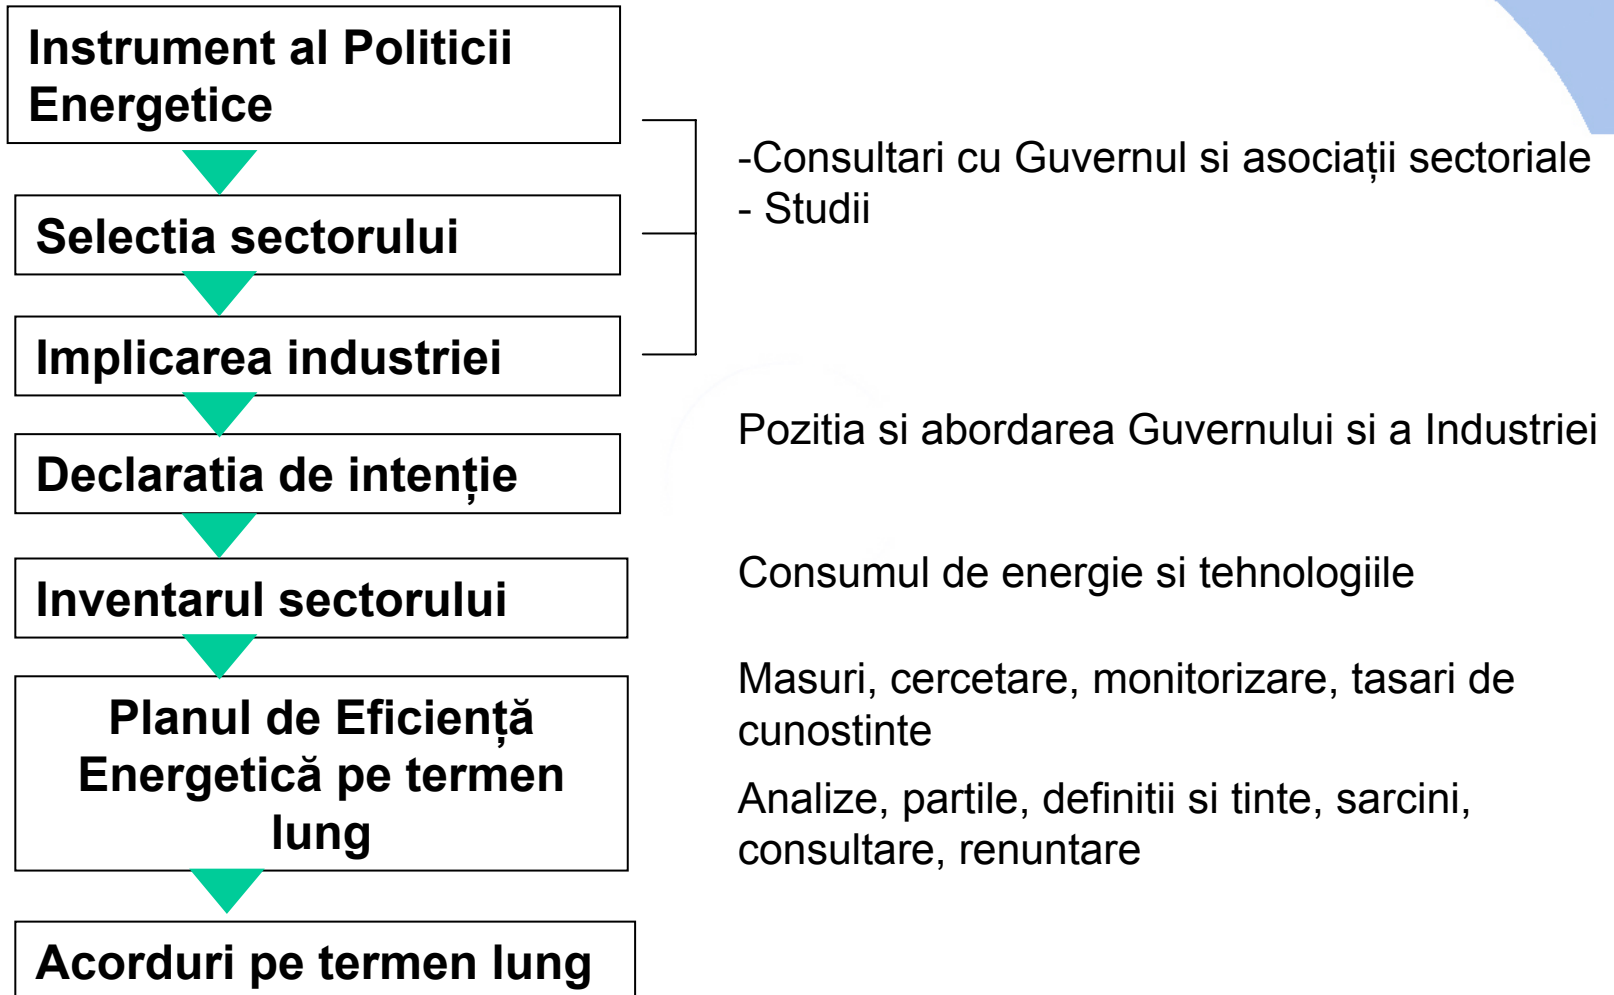 Instrument al Politicii
Energetice
-Consultari cu Guvernul si asociații sectoriale
- Studii
Selectia sectorului
Implicarea industriei
Pozitia si abordarea Guvernului si a Industriei
Declaratia de intenție
Consumul de energie si tehnologiile
Inventarul sectorului
Masuri, cercetare, monitorizare, tasari de
cunostinte
Planul de Eficiență
Energetică pe termen
lung
Analize, partile, definitii si tinte, sarcini,
consultare, renuntare
Acorduri pe termen lung